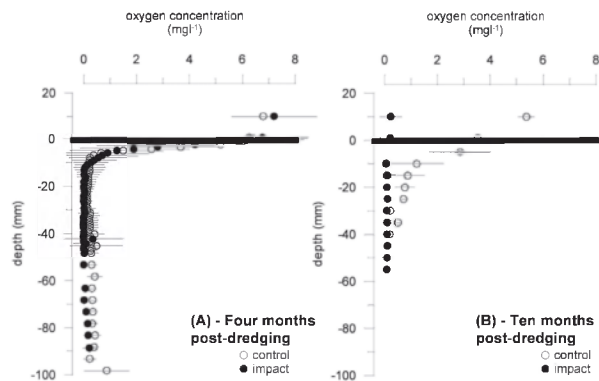 oxygen concentration
(mgl-1)
0 2 4 6 8
20
0
-20
-40
-60
-80
-100
depth (mm)
(A) - Four months
post-dredging
control
impact
oxygen concentration
(mgl-1)
0 2 4 6 8
20
0
-20
-40
-60
-80
-100
depth (mm)
(B) - Ten months
post-dredging
control
impact